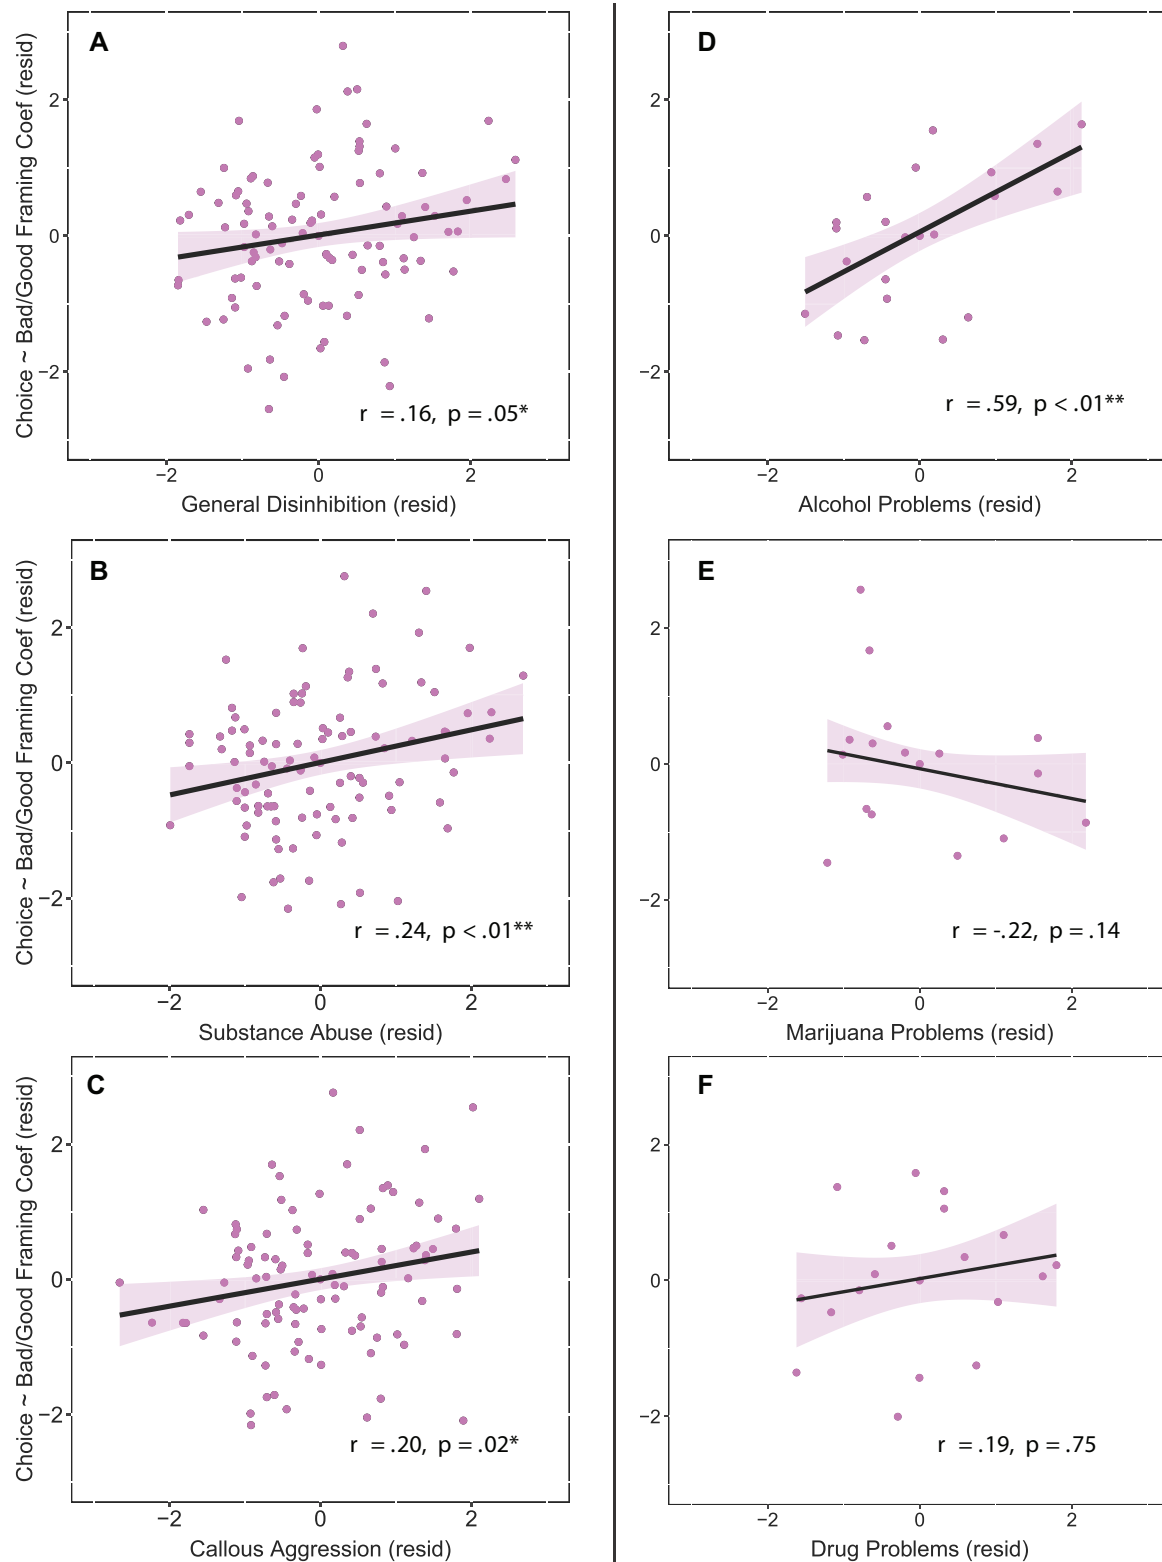 A
Choice ~ Bad/Good Framing Coef (resid)
2
0
−2
r = .16, p = .05*
−2 0 2
General Disinhibition (resid)
B
Choice ~ Bad/Good Framing Coef (resid)
2
0
−2
r = .24, p < .01**
−2 0 2
Substance Abuse (resid)
C
Choice ~ Bad/Good Framing Coef (resid)
2
0
−2
r = .20, p = .02*
−2 0 2
Callous Aggression (resid)
D
2
0
−2
r = .59, p < .01**
−2 0 2
Alcohol Problems (resid)
E
2
0
−2
r = -.22, p = .14
−2 0 2
Marijuana Problems (resid)
F
2
0
−2
r = .19, p = .75
−2 0 2
Drug Problems (resid)